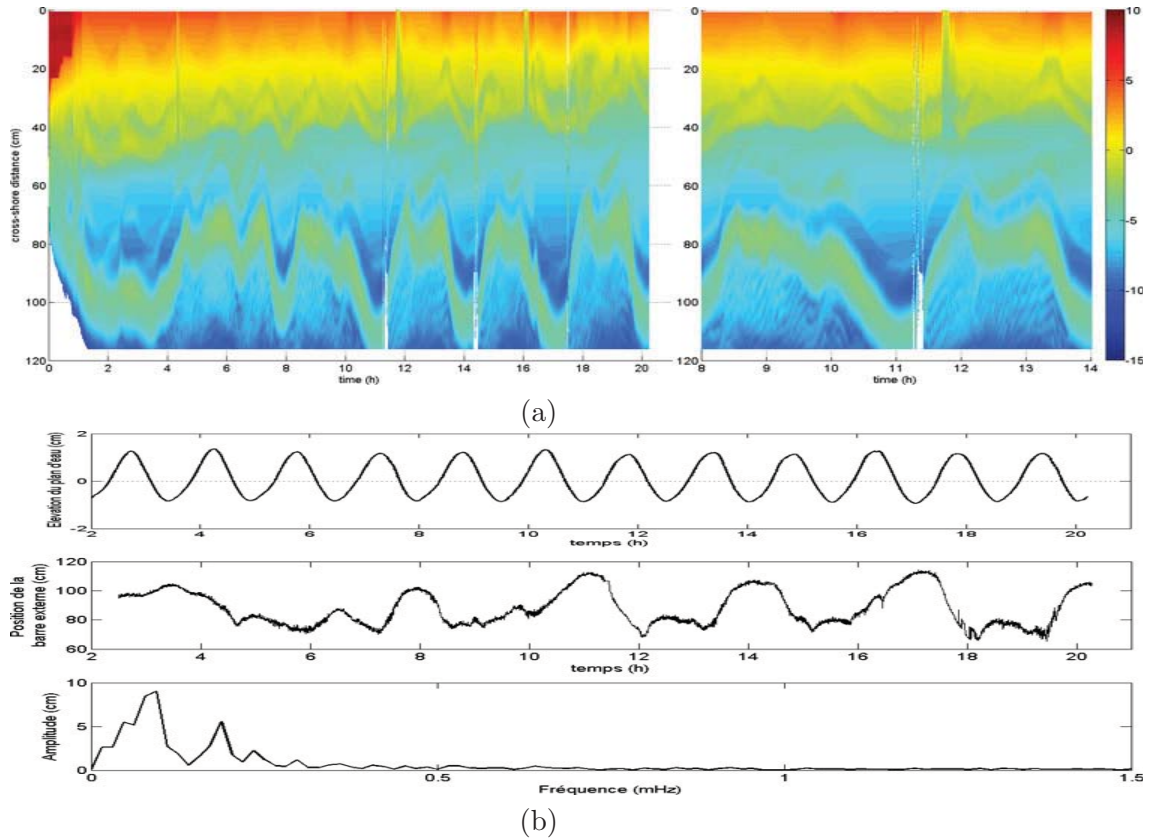 0
20
40
60
80
100
120
cross-shore distance (cm)
0 2 4 6 8 10 12 14 16 18 20
time (h)
8 9 10 11 12 13 14
time (h)
10
5
0
-5
-10
-15
(a)
2
0
-2
Elevation du plan d'eau (cm)
2 4 6 8 10 12 14 16 18 20
temps (h)
120
100
80
60
Position de la
barre externe (cm)
2 4 6 8 10 12 14 16 18 20
temps (h)
10
5
0
Amplitude (cm)
0 0.5 1 1.5
Fréquence (mHz)
(b)